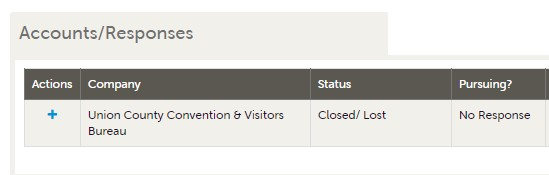 Accounts/Responses
Actions Company Status Pursuing?
Union County Convention & Visitors Closed/ Lost No Response
Bureau